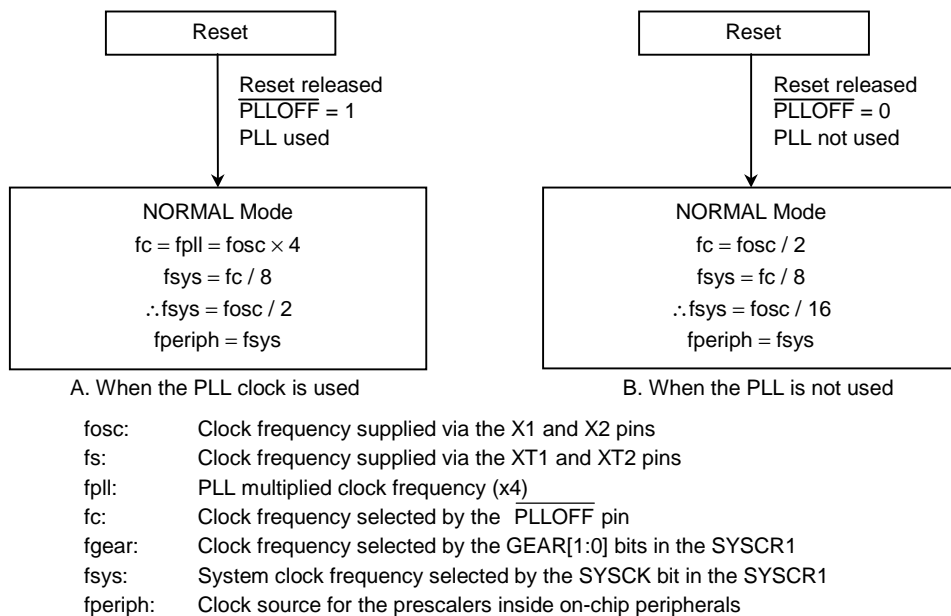 Reset
Reset released
PLLOFF = 1
PLL used
NORMAL Mode
fc = fpll = fosc × 4
fsys = fc / 8
∴fsys = fosc / 2
fperiph = fsys
A. When the PLL clock is used
Reset
Reset released
PLLOFF = 0
PLL not used
NORMAL Mode
fc = fosc / 2
fsys = fc / 8
∴fsys = fosc / 16
fperiph = fsys
B. When the PLL is not used
fosc: Clock frequency supplied via the X1 and X2 pins
fs: Clock frequency supplied via the XT1 and XT2 pins
fpll: PLL multiplied clock frequency (x4)
fc: Clock frequency selected by the PLLOFF pin
fgear: Clock frequency selected by the GEAR[1:0] bits in the SYSCR1
fsys: System clock frequency selected by the SYSCK bit in the SYSCR1
fperiph: Clock source for the prescalers inside on-chip peripherals